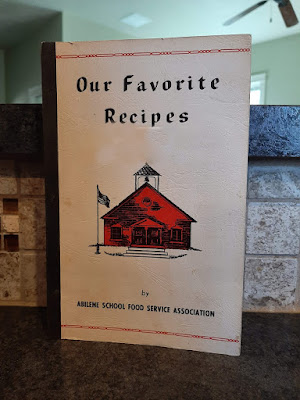 Our Favorite
Recipes
by
ABILENE SCHOOL FOOD SERVICE ASSOCIATION